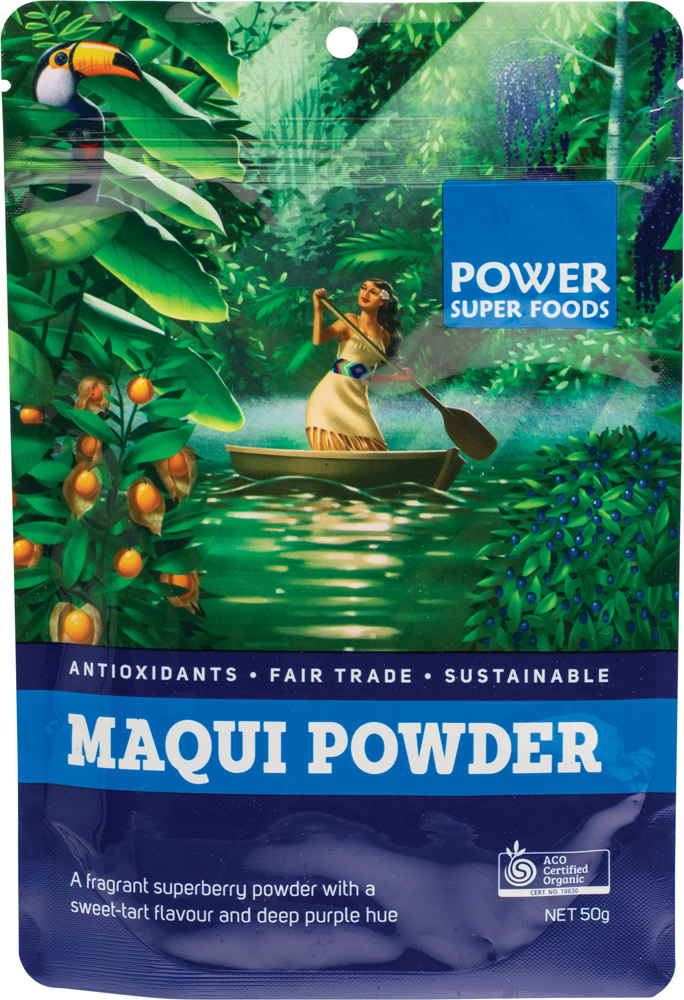 POWER
SUPER FOODS
ANTIOXIDANTS • FAIR TRADE • SUSTAINABLE
MAQUI POWDER
A fragrant superberry powder with a
sweet-tart flavour and deep purple hue
ACO
Certified
Organic
CERT. NO. 10830
NET 50g